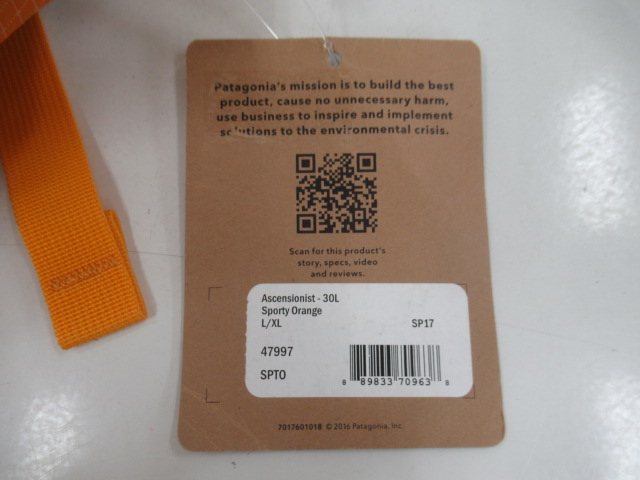 Patagonia's mission is to build the best
product, cause no unnecessary harm,
use business to inspire and implement
solutions to the environmental crisis.
Scan for this product's
story, specs, video
and reviews.
Ascensionist - 30L
Sporty Orange
L/XL SP17
47997
SPTO
8 89833 70963 8
7017601018 © 2016 Patagonia, Inc.